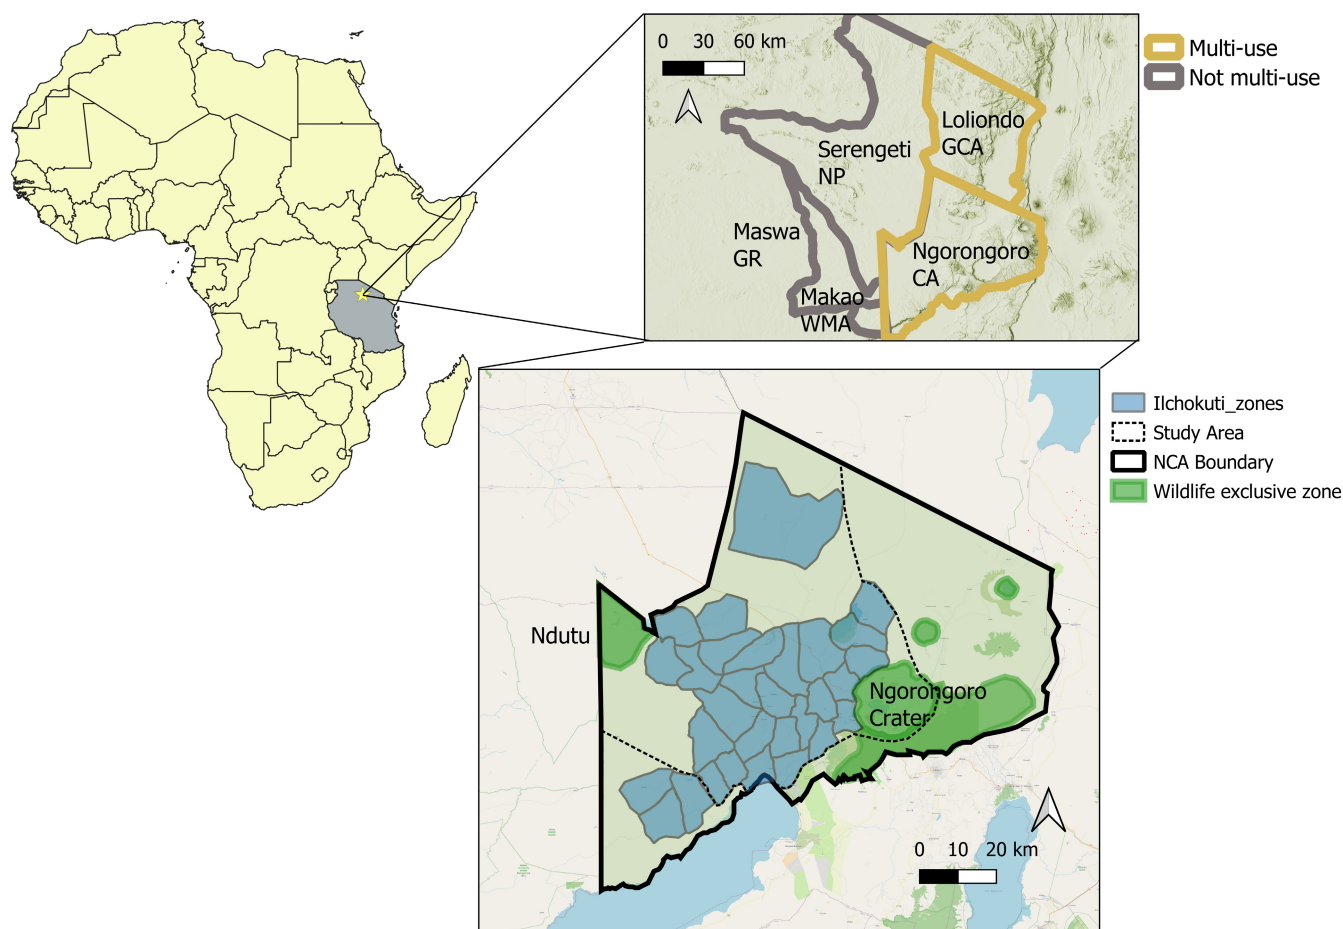 0 30 60 km
Multi-use
Not multi-use
Loliondo
GCA
Serengeti
NP
Maswa
GR
Ngorongoro
CA
Makao
WMA
Ilchokuti_zones
Study Area
NCA Boundary
Wildlife exclusive zone
Ndutu
Ngorongoro
Crater
0 10 20 km